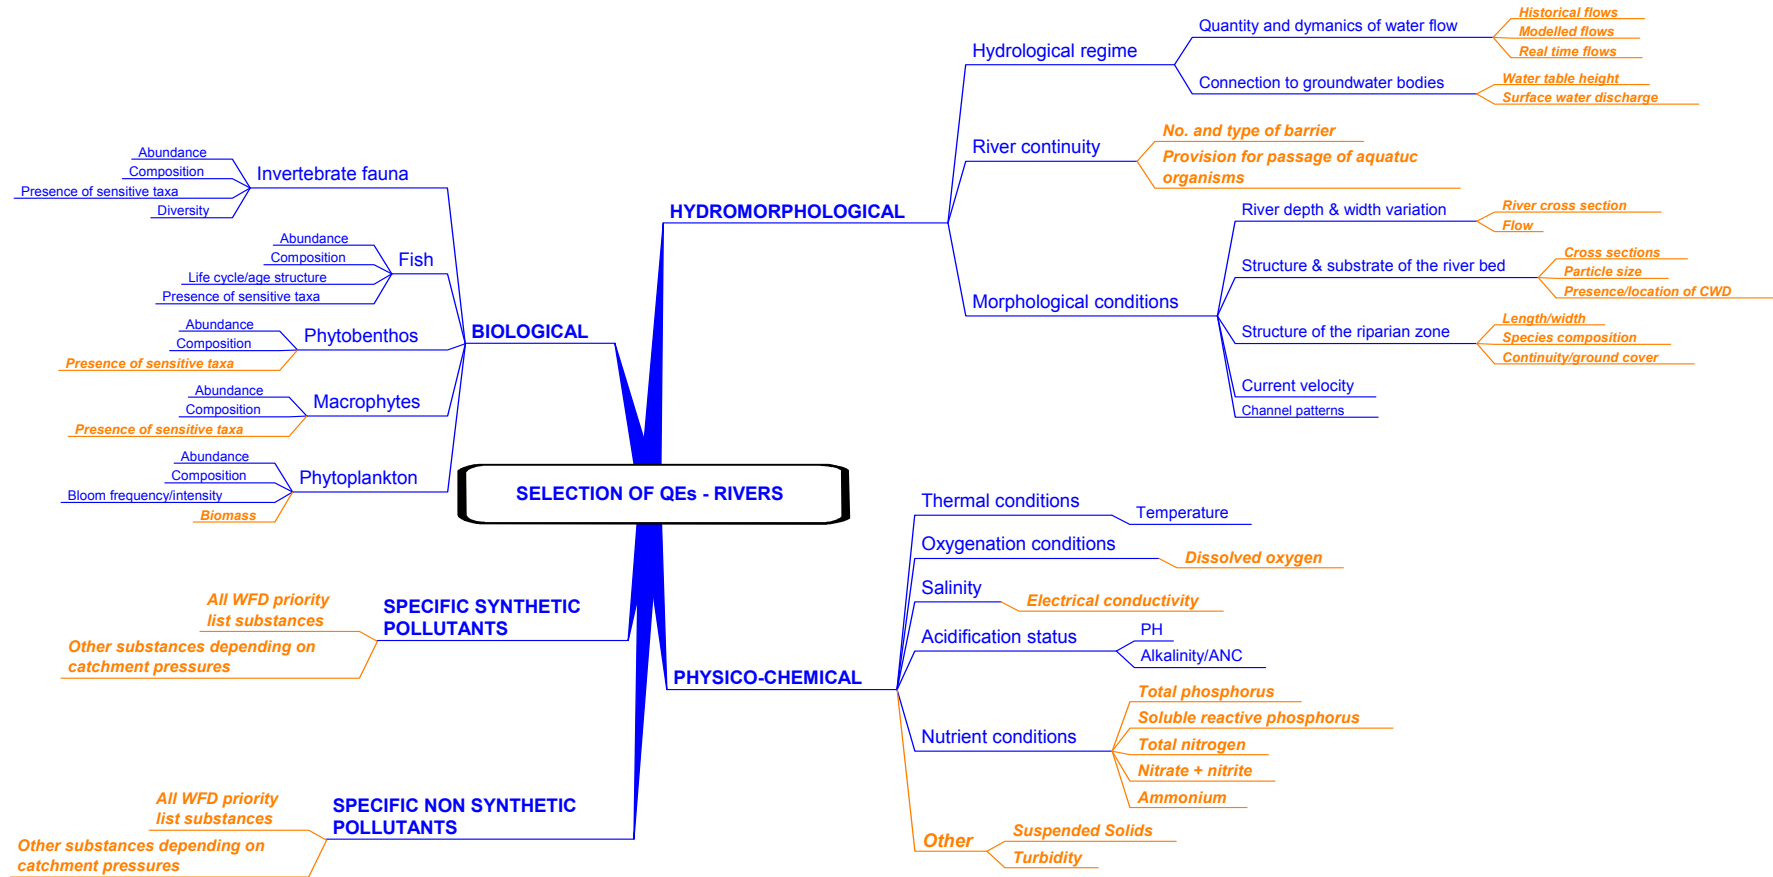 SELECTION OF QEs - RIVERS
BIOLOGICAL
Invertebrate fauna
Abundance
Composition
Presence of sensitive taxa
Diversity
Fish
Abundance
Composition
Life cycle/age structure
Presence of sensitive taxa
Phytobenthos
Abundance
Composition
Presence of sensitive taxa
Macrophytes
Abundance
Composition
Presence of sensitive taxa
Phytoplankton
Abundance
Composition
Bloom frequency/intensity
Biomass
SPECIFIC SYNTHETIC
POLLUTANTS
All WFD priority
list substances
Other substances depending on
catchment pressures
SPECIFIC NON SYNTHETIC
POLLUTANTS
All WFD priority
list substances
Other substances depending on
catchment pressures
HYDROMORPHOLOGICAL
Hydrological regime
Quantity and dymanics of water flow
Historical flows
Modelled flows
Real time flows
Connection to groundwater bodies
Water table height
Surface water discharge
River continuity
No. and type of barrier
Provision for passage of aquatuc
organisms
Morphological conditions
River depth & width variation
River cross section
Flow
Structure & substrate of the river bed
Cross sections
Particle size
Presence/location of CWD
Structure of the riparian zone
Length/width
Species composition
Continuity/ground cover
Current velocity
Channel patterns
PHYSICO-CHEMICAL
Thermal conditions
Temperature
Oxygenation conditions
Dissolved oxygen
Salinity
Electrical conductivity
Acidification status
PH
Alkalinity/ANC
Nutrient conditions
Total phosphorus
Soluble reactive phosphorus
Total nitrogen
Nitrate + nitrite
Ammonium
Other
Suspended Solids
Turbidity